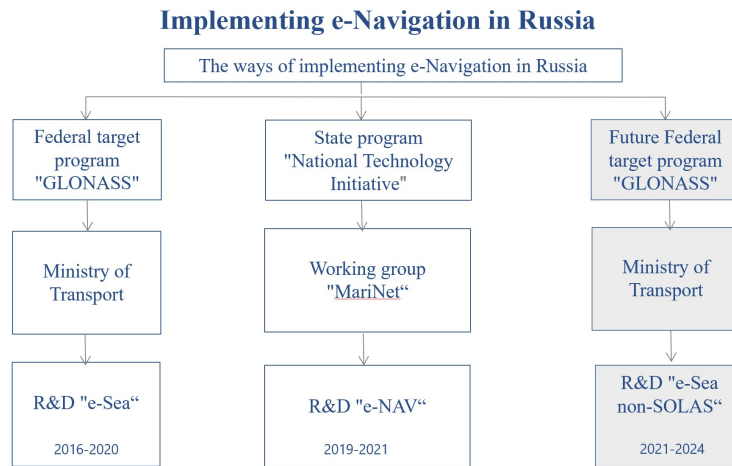 Implementing e-Navigation in Russia
The ways of implementing e-Navigation in Russia
Federal target
program
"GLONASS"
State program
"National Technology
Initiative"
Future Federal
target program
"GLONASS"
Ministry of
Transport
Working group
"MariNet“
Ministry of
Transport
R&D "e-Sea“
2016-2020
R&D "e-NAV“
2019-2021
R&D "e-Sea
non-SOLAS“
2021-2024